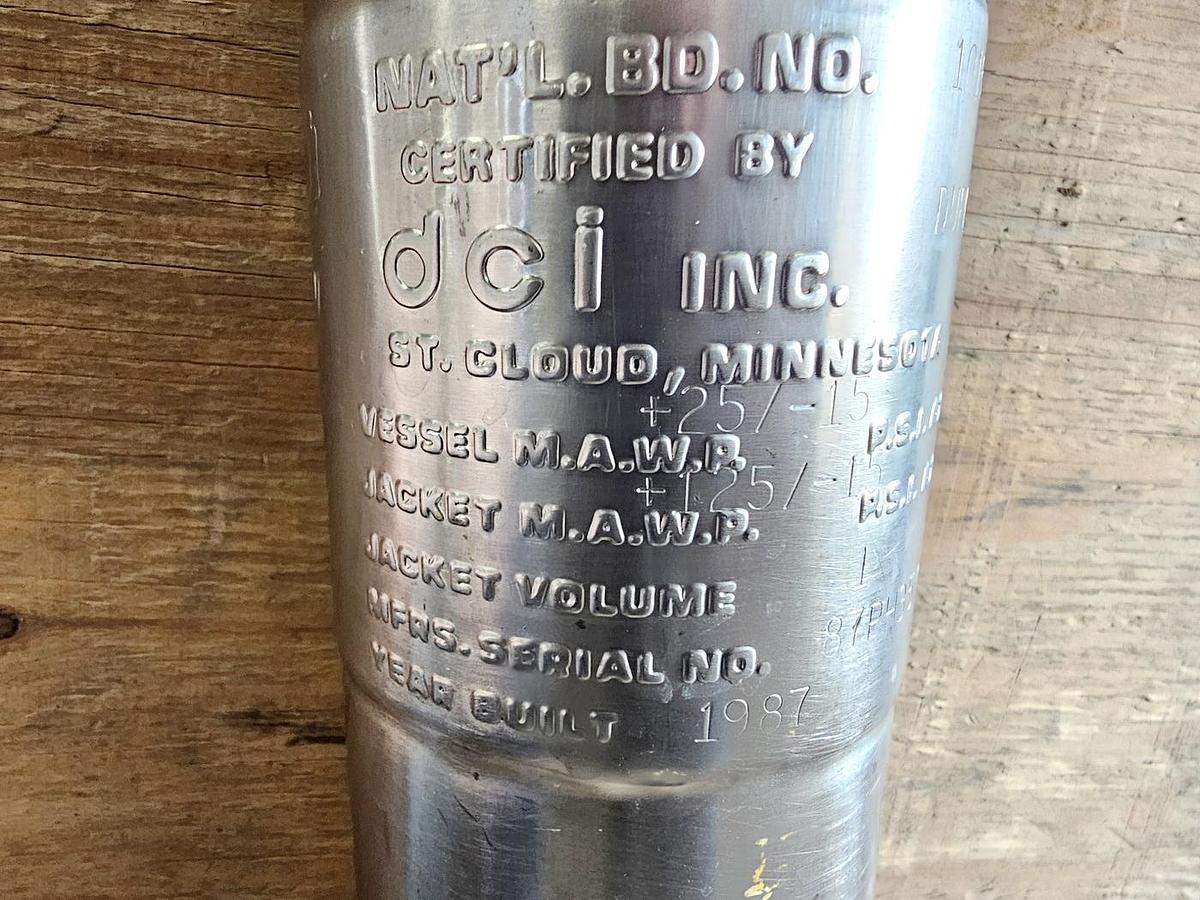 NAT'L. BD. NO.
CERTIFIED BY
dci INC.
ST. CLOUD, MINNESOTA
+25/-15
VESSEL M.A.W.P. P.S.I.
+125/-15
JACKET M.A.W.P. P.S.I.
JACKET VOLUME
MFRS. SERIAL NO.
YEAR BUILT 1987